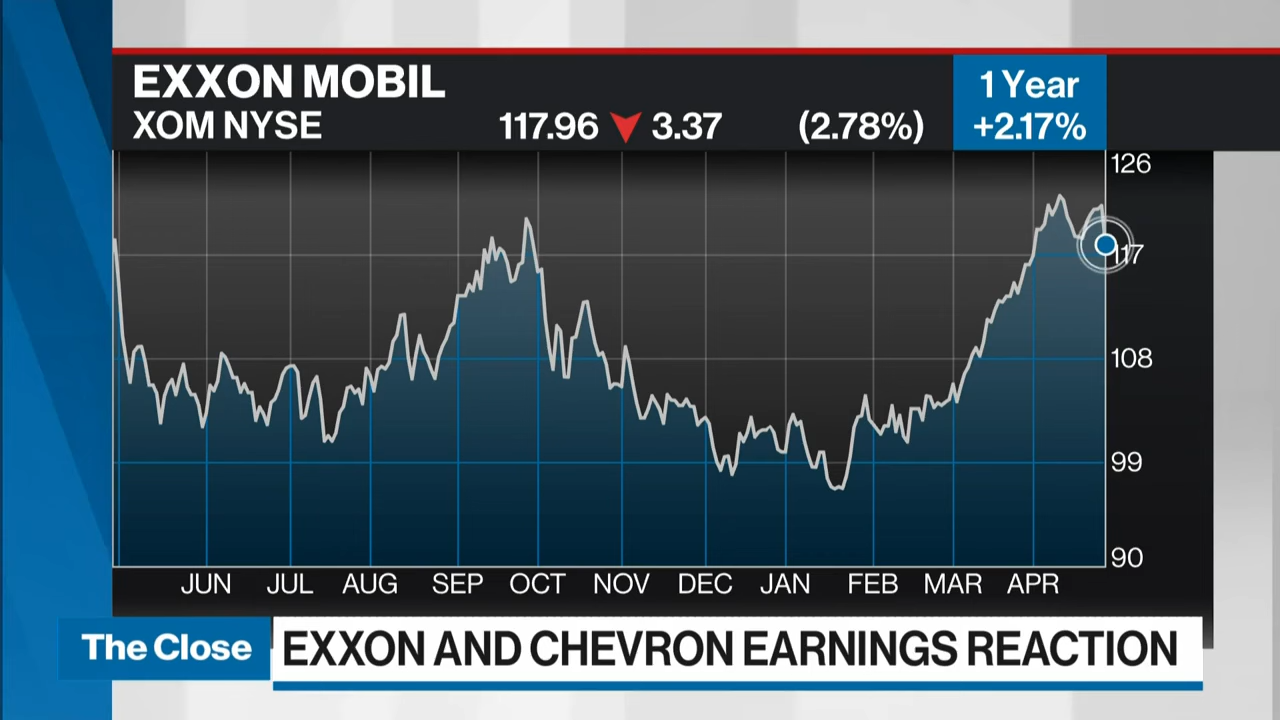 EXXON MOBIL
XOM NYSE 117.96 3.37 (2.78%)
1 Year
+2.17%
126
117
108
99
90
JUN JUL AUG SEP OCT NOV DEC JAN FEB MAR APR
The Close
EXXON AND CHEVRON EARNINGS REACTION